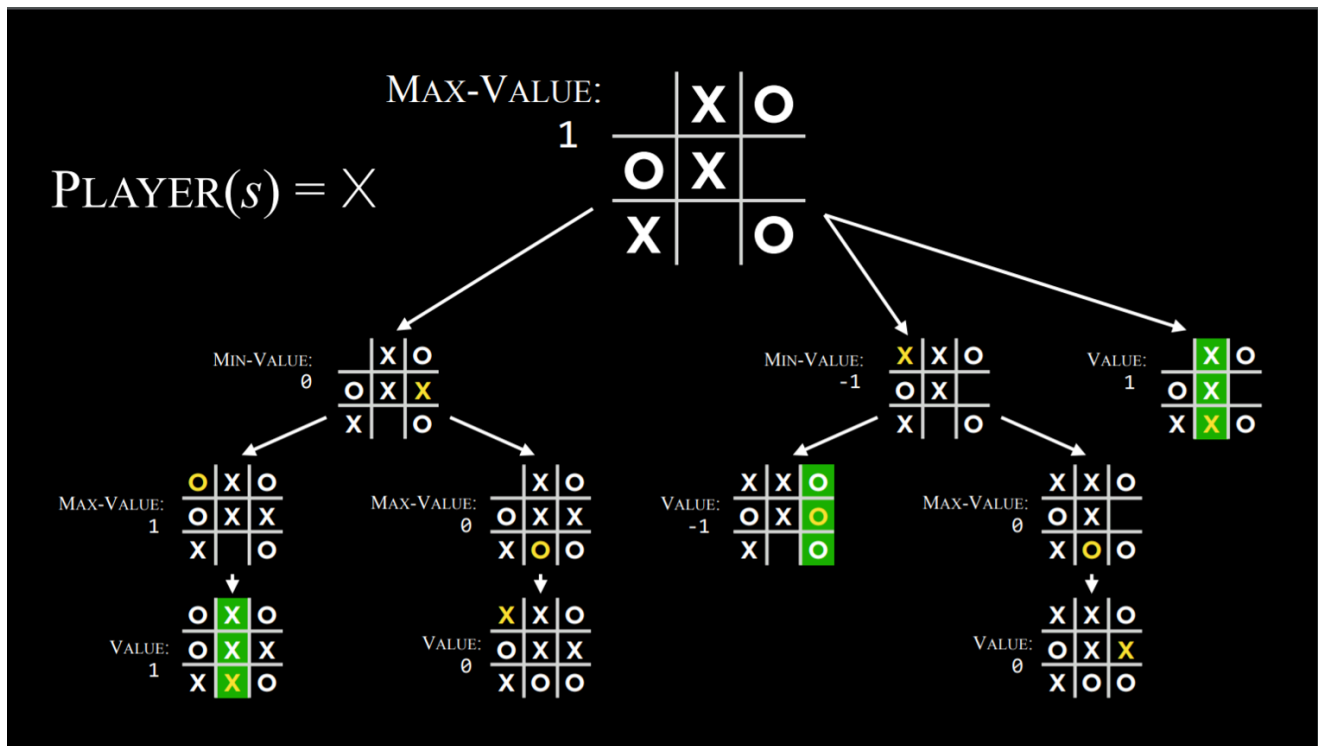 MAX-VALUE:
1
X O
O X
X O
PLAYER(s) = X
MIN-VALUE:
0
X O
O X X
X O
MIN-VALUE:
-1
X X O
O X
X O
VALUE:
1
X O
O X
X X O
MAX-VALUE:
1
O X O
O X X
X O
MAX-VALUE:
0
X O
O X X
X O O
VALUE:
-1
X X O
O X O
X O
MAX-VALUE:
0
X X O
O X
X O O
VALUE:
1
O X O
O X X
X X O
VALUE:
0
X X O
O X X
X O O
VALUE:
0
X X O
O X X
X O O